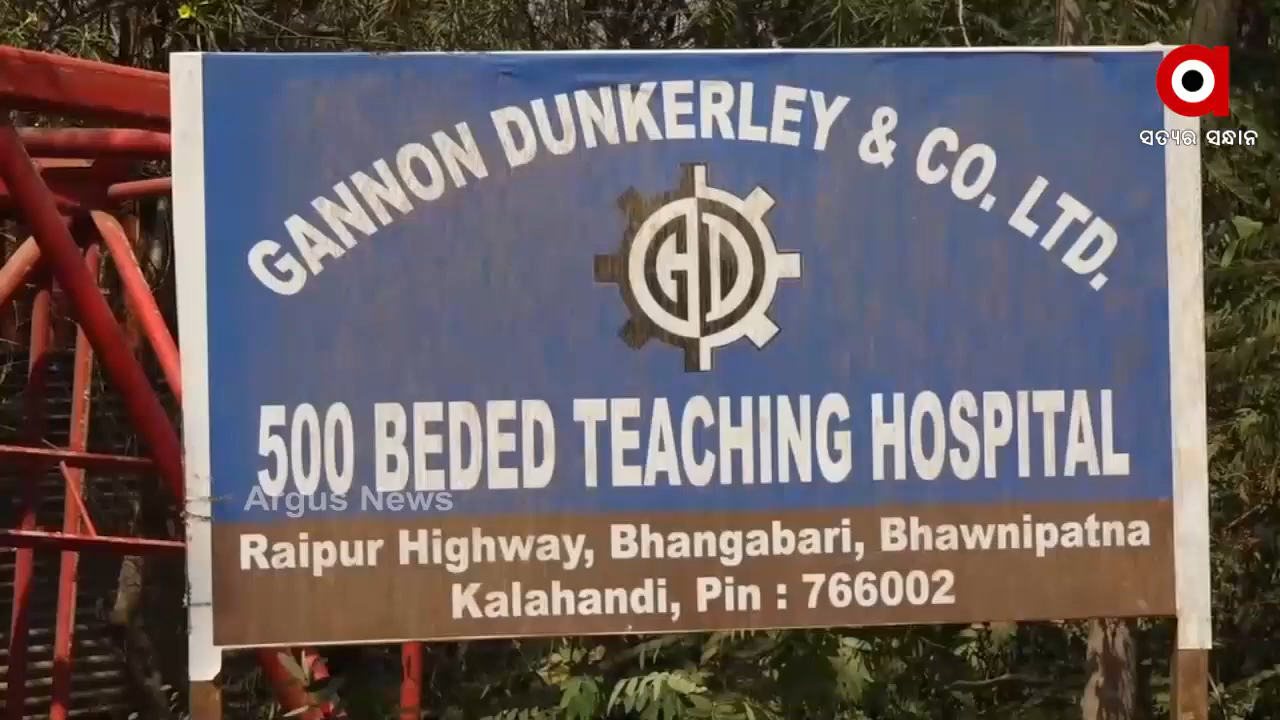 ସତ୍ୟର ସନ୍ଧାନ
GANNON DUNKERLEY & CO. LTD.
GD
500 BEDED TEACHING HOSPITAL
Argus News
Raipur Highway, Bhangabari, Bhawnipatna
Kalahandi, Pin : 766002